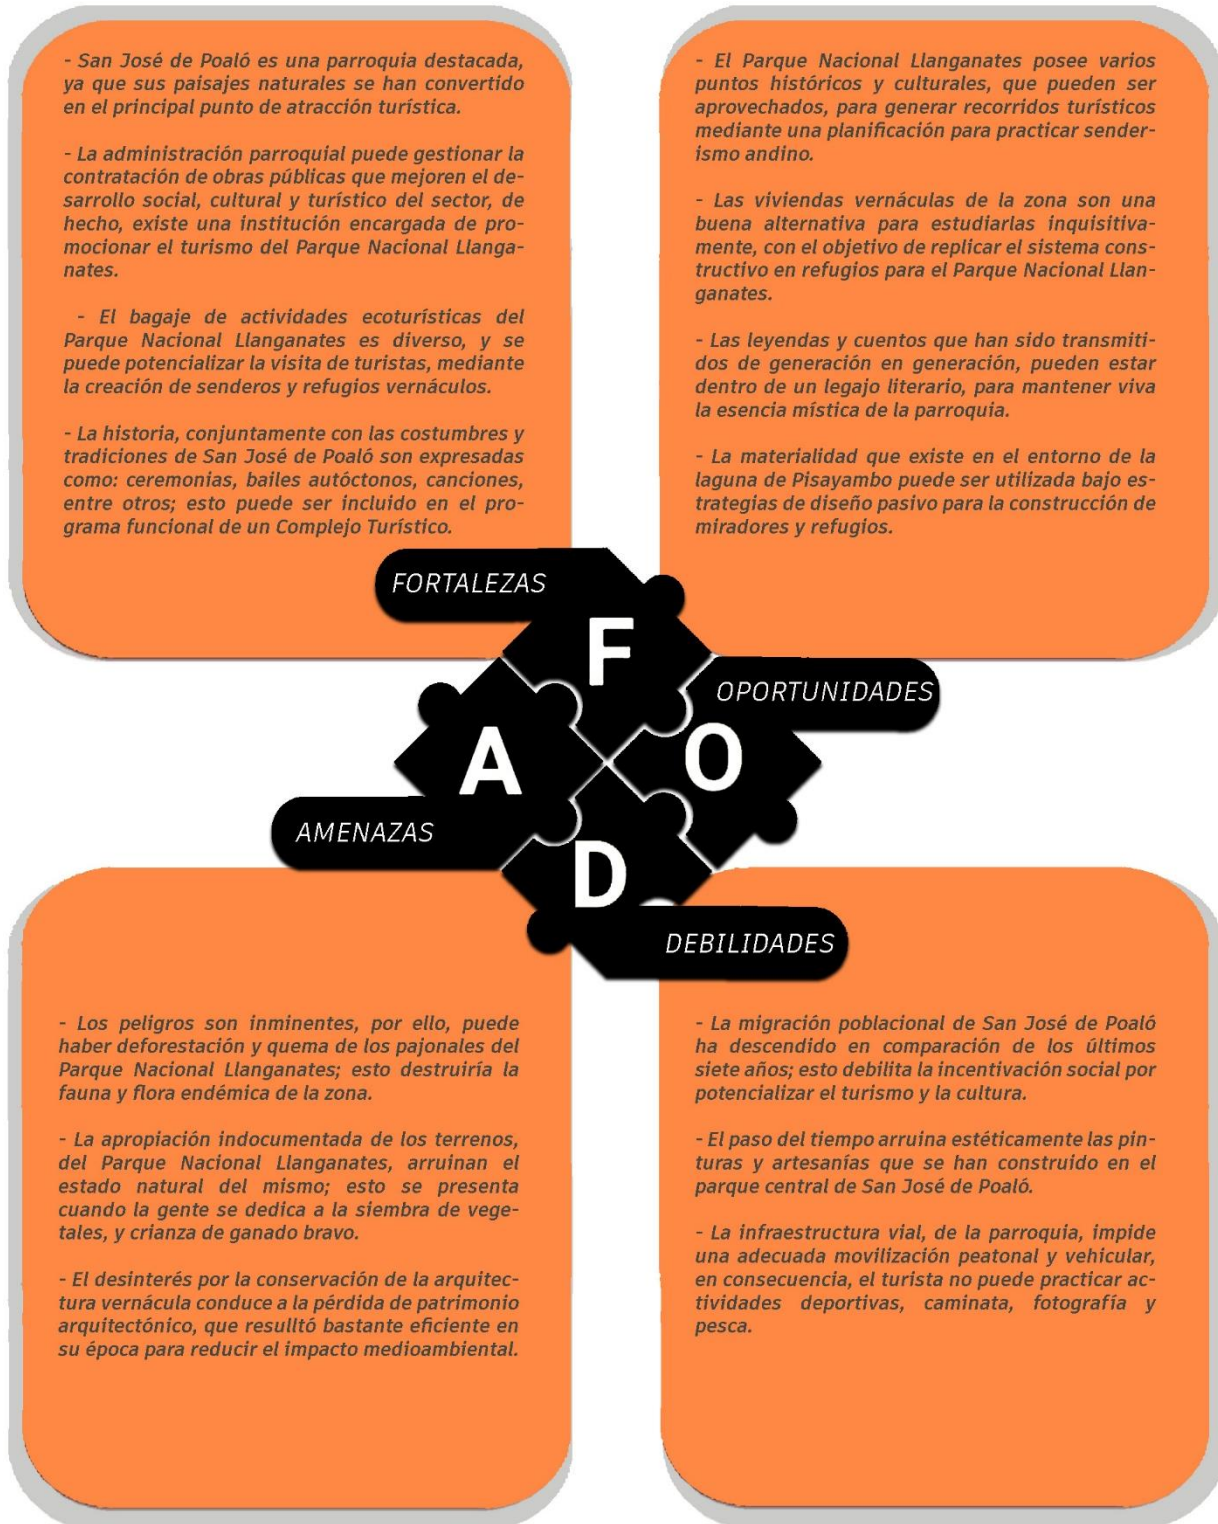 - San José de Poaló es una parroquia destacada,
ya que sus paisajes naturales se han convertido
en el principal punto de atracción turística.
- La administración parroquial puede gestionar la
contratación de obras públicas que mejoren el de-
sarrollo social, cultural y turístico del sector, de
hecho, existe una institución encargada de pro-
mocionar el turismo del Parque Nacional Llanga-
nates.
- El bagaje de actividades ecoturísticas del
Parque Nacional Llanganates es diverso, y se
puede potencializar la visita de turistas, mediante
la creación de senderos y refugios vernáculos.
- La historia, conjuntamente con las costumbres y
tradiciones de San José de Poaló son expresadas
como: ceremonias, bailes autóctonos, canciones,
entre otros; esto puede ser incluido en el pro-
grama funcional de un Complejo Turístico.
- El Parque Nacional Llanganates posee varios
puntos históricos y culturales, que pueden ser
aprovechados, para generar recorridos turísticos
mediante una planificación para practicar sender-
ismo andino.
- Las viviendas vernáculas de la zona son una
buena alternativa para estudiarlas inquisitiva-
mente, con el objetivo de replicar el sistema cons-
tructivo en refugios para el Parque Nacional Llan-
ganates.
- Las leyendas y cuentos que han sido transmiti-
dos de generación en generación, pueden estar
dentro de un legajo literario, para mantener viva
la esencia mística de la parroquia.
- La materialidad que existe en el entorno de la
laguna de Pisayambo puede ser utilizada bajo es-
trategias de diseño pasivo para la construcción de
miradores y refugios.
FORTALEZAS
F
OPORTUNIDADES
A
O
AMENAZAS
D
DEBILIDADES
- Los peligros son inminentes, por ello, puede
haber deforestación y quema de los pajonales del
Parque Nacional Llanganates; esto destruiría la
fauna y flora endémica de la zona.
- La apropiación indocumentada de los terrenos,
del Parque Nacional Llanganates, arruinan el
estado natural del mismo; esto se presenta
cuando la gente se dedica a la siembra de vege-
tales, y crianza de ganado bravo.
- El desinterés por la conservación de la arquitec-
tura vernácula conduce a la pérdida de patrimonio
arquitectónico, que resulltó bastante eficiente en
su época para reducir el impacto medioambiental.
- La migración poblacional de San José de Poaló
ha descendido en comparación de los últimos
siete años; esto debilita la incentivación social por
potencializar el turismo y la cultura.
- El paso del tiempo arruina estéticamente las pin-
turas y artesanías que se han construido en el
parque central de San José de Poaló.
- La infraestructura vial, de la parroquia, impide
una adecuada movilización peatonal y vehicular,
en consecuencia, el turista no puede practicar ac-
tividades deportivas, caminata, fotografía y
pesca.